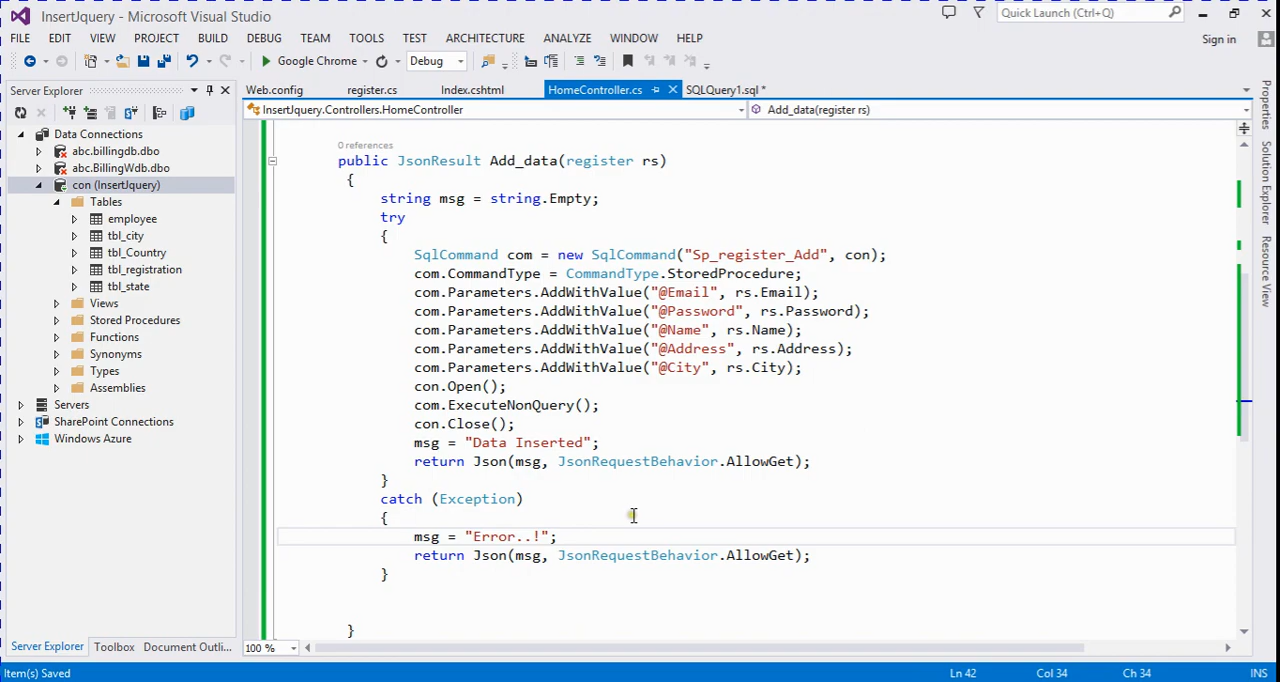 InsertJquery - Microsoft Visual Studio
Quick Launch (Ctrl+Q)
FILE EDIT VIEW PROJECT BUILD DEBUG TEAM TOOLS TEST ARCHITECTURE ANALYZE WINDOW HELP
Sign in
Google Chrome
Debug
Server Explorer
Web.config register.cs Index.cshtml HomeController.cs SQLQuery1.sql *
InsertJquery.Controllers.HomeController
Add_data(register rs)
Data Connections
abc.billingdb.dbo
abc.BillingWdb.dbo
con (InsertJquery)
Tables
employee
tbl_city
tbl_Country
tbl_registration
tbl_state
Views
Stored Procedures
Functions
Synonyms
Types
Assemblies
Servers
SharePoint Connections
Windows Azure
0 references
public JsonResult Add_data(register rs)
{
string msg = string.Empty;
try
{
SqlCommand com = new SqlCommand("Sp_register_Add", con);
com.CommandType = CommandType.StoredProcedure;
com.Parameters.AddWithValue("@Email", rs.Email);
com.Parameters.AddWithValue("@Password", rs.Password);
com.Parameters.AddWithValue("@Name", rs.Name);
com.Parameters.AddWithValue("@Address", rs.Address);
com.Parameters.AddWithValue("@City", rs.City);
con.Open();
com.ExecuteNonQuery();
con.Close();
msg = "Data Inserted";
return Json(msg, JsonRequestBehavior.AllowGet);
}
catch (Exception)
{
msg = "Error..!";
return Json(msg, JsonRequestBehavior.AllowGet);
}
}
Properties
Solution Explorer
Resource View
Server Explorer Toolbox Document Outli...
100 %
Item(s) Saved
Ln 42 Col 34 Ch 34 INS